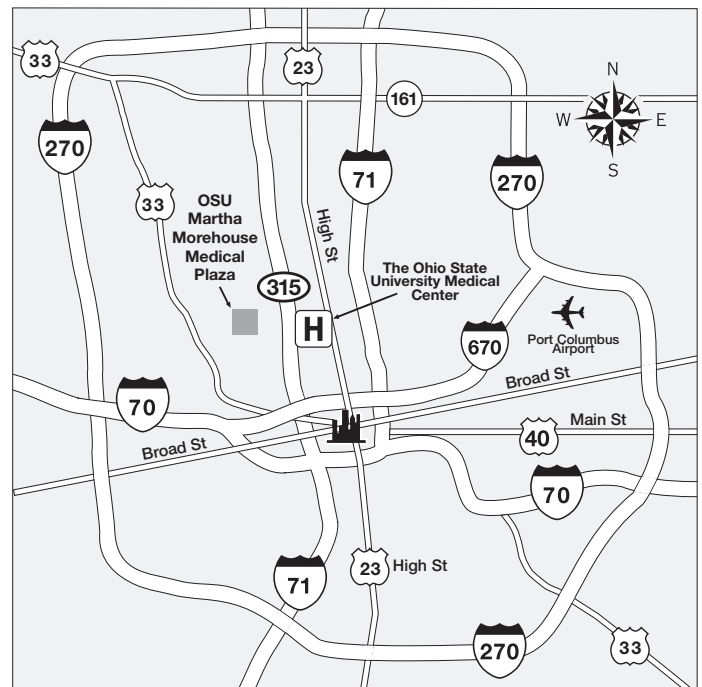 33
23
161
N
W E
S
270
71
270
33
OSU
Martha
Morehouse
Medical
Plaza
High St
315
The Ohio State
University Medical
Center
H
670
Port Columbus
Airport
70
Broad St
Main St
40
Broad St
70
71
23 High St
270
33